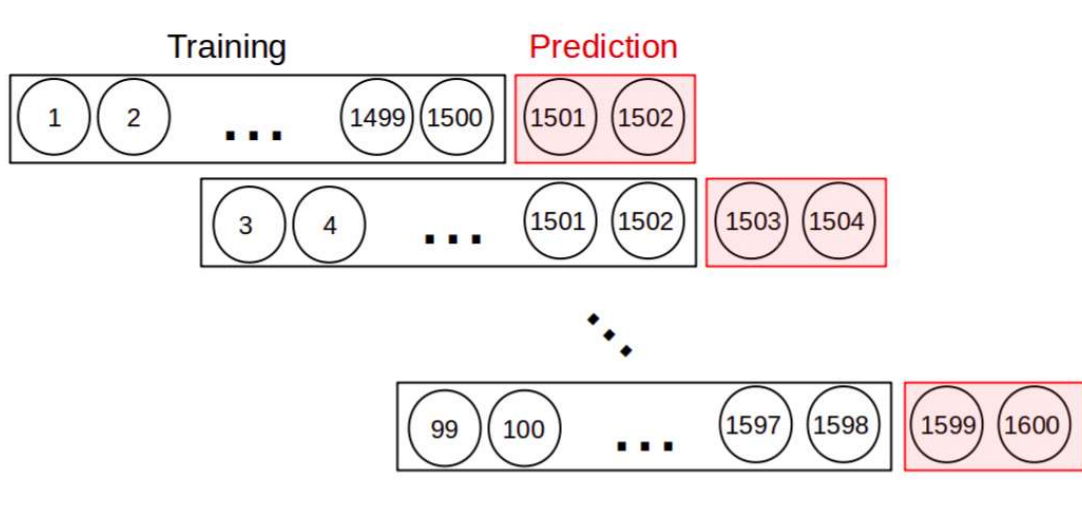 Training Prediction
1 2 ... 1499 1500 1501 1502
3 4 ... 1501 1502 1503 1504
...
99 100 ... 1597 1598 1599 1600